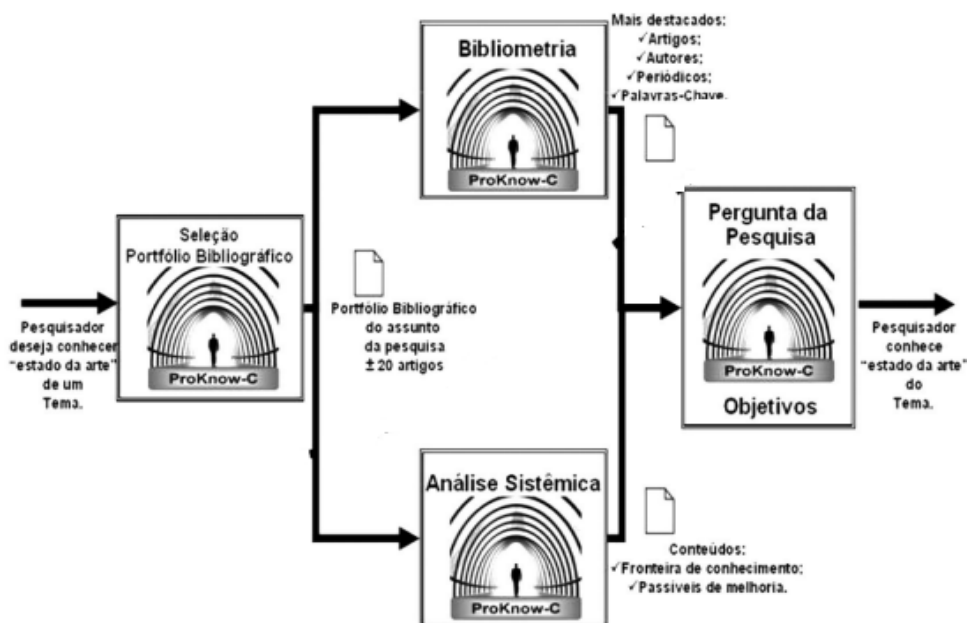 Pesquisador
deseja conhecer
"estado da arte"
de um
Tema.
Seleção
Portfólio Bibliográfico
ProKnow-C
Portfólio Bibliográfico
do assunto
da pesquisa
±20 artigos
Bibliometria
ProKnow-C
Mais destacados:
✓Artigos;
✓Autores;
✓Periódicos;
✓Palavras-Chave.
Análise Sistêmica
ProKnow-C
Conteúdos:
✓Fronteira de conhecimento;
✓Passíveis de melhoria.
Pergunta da
Pesquisa
ProKnow-C
Objetivos
Pesquisador
conhece
"estado da arte"
do
Tema.